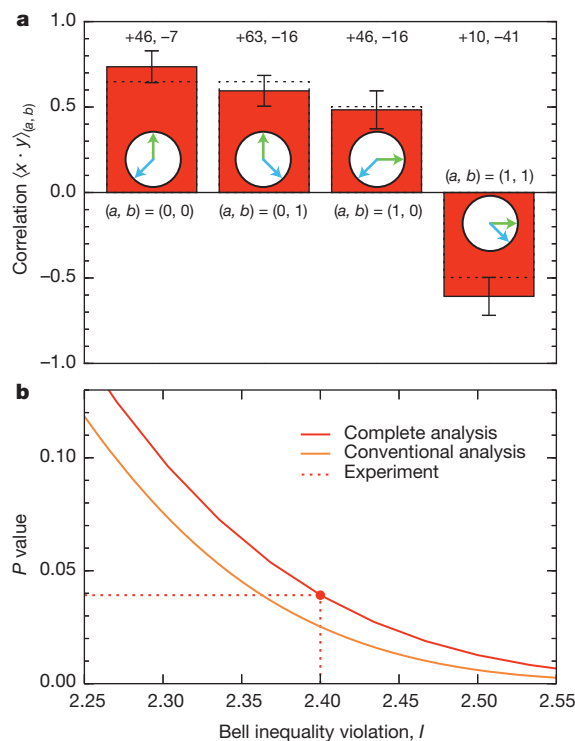 a
+46, −7 +63, −16 +46, −16 +10, −41
1.0
0.5
0.0
−0.5
−1.0
Correlation ⟨x · y⟩(a, b)
(a, b) = (0, 0) (a, b) = (0, 1) (a, b) = (1, 0) (a, b) = (1, 1)
b
0.10
0.05
0.00
P value
Complete analysis
Conventional analysis
Experiment
2.25 2.30 2.35 2.40 2.45 2.50 2.55
Bell inequality violation, I